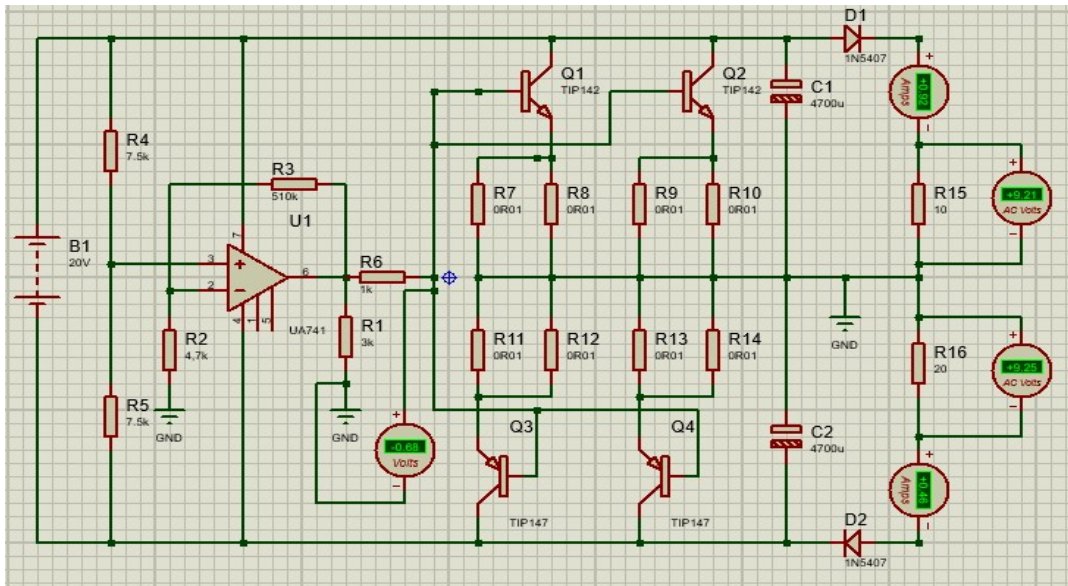 D1
1N5407
+
Amps
+0.92
-
Q1
TIP142
Q2
TIP142
C1
4700u
R4
7.5k
R3
510k
R7
0R01
R8
0R01
R9
0R01
R10
0R01
R15
10
+
+9.21
AC Volts
-
B1
20V
U1
7
3
2
6
4
1
5
UA741
R6
1k
R2
4,7k
R1
3k
GND
GND
GND
R11
0R01
R12
0R01
R13
0R01
R14
0R01
R16
20
+
+9.25
AC Volts
-
R5
7.5k
+
-0.68
Volts
-
Q3
TIP147
Q4
TIP147
C2
4700u
+
Amps
+0.46
-
D2
1N5407